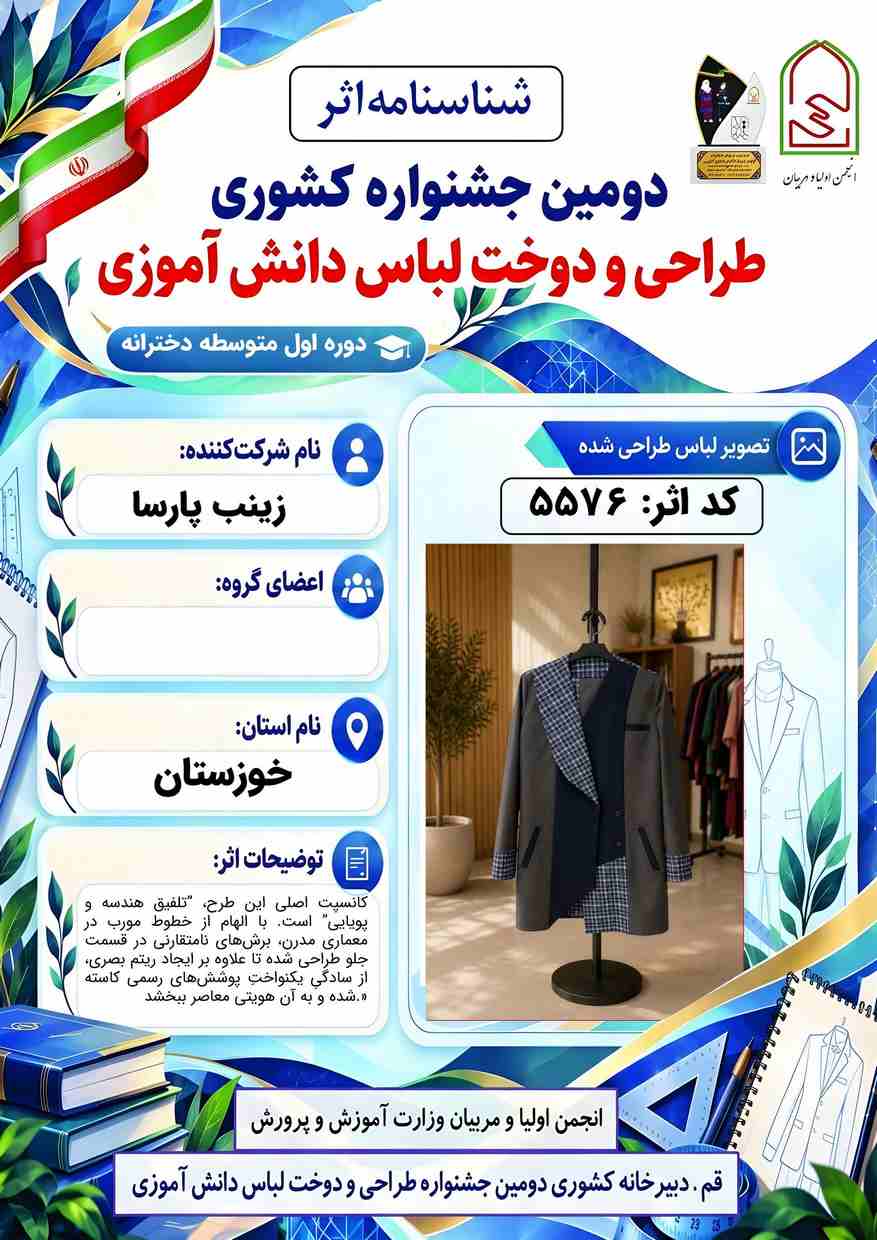 شناسنامه اثر
انجمن اولیا و مربیان
دومین جشنواره کشوری
طراحی و دوخت لباس دانش آموزی
دوره اول متوسطه دخترانه
نام شرکت‌کننده:
زینب پارسا
اعضای گروه:
نام استان:
خوزستان
توضیحات اثر:
کانسپت اصلی این طرح، "تلفیق هندسه و
پویایی" است. با الهام از خطوط مورب در
معماری مدرن، برش‌های نامتقارنی در قسمت
جلو طراحی شده تا علاوه بر ایجاد ریتم بصری،
از سادگیِ یکنواختِ پوشش‌های رسمی کاسته
شده و به آن هویتی معاصر ببخشد.»
تصویر لباس طراحی شده
کد اثر: ۵۵۷۶
انجمن اولیا و مربیان وزارت آموزش و پرورش
قم . دبیرخانه کشوری دومین جشنواره طراحی و دوخت لباس دانش آموزی